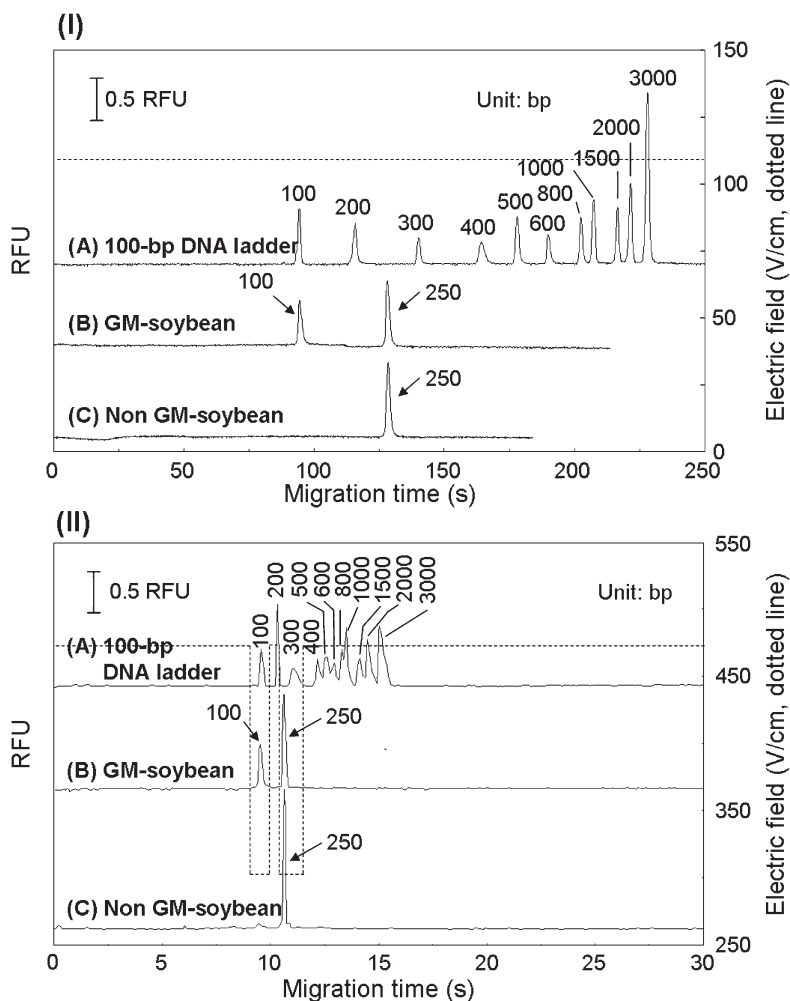 (I)
0.5 RFU
Unit: bp
100
200
300
400
500
600
800
1000
1500
2000
3000
(A) 100-bp DNA ladder
100
250
(B) GM-soybean
250
(C) Non GM-soybean
RFU
150
100
50
0
Electric field (V/cm, dotted line)
0 50 100 150 200 250
Migration time (s)
(II)
0.5 RFU
Unit: bp
100
200
300
400
500
600
800
1000
1500
2000
3000
(A) 100-bp
DNA ladder
100
250
(B) GM-soybean
250
(C) Non GM-soybean
RFU
550
450
350
250
Electric field (V/cm, dotted line)
0 5 10 15 20 25 30
Migration time (s)